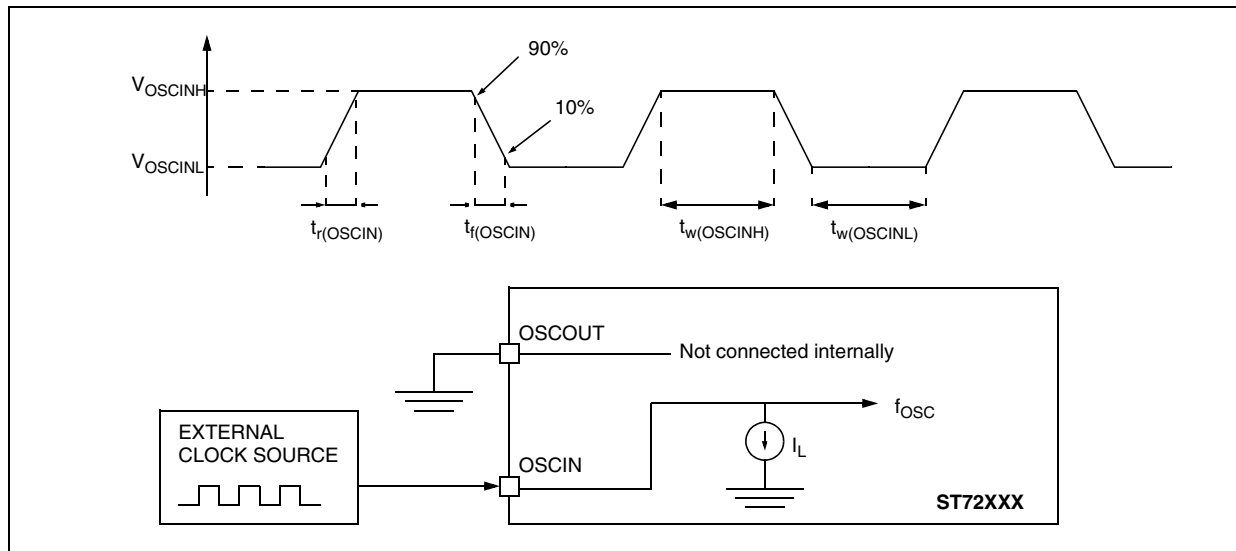 90%
VOSCINH
10%
VOSCINL
tr(OSCIN)
tf(OSCIN)
tw(OSCINH)
tw(OSCINL)
OSCOUT
Not connected internally
fOSC
EXTERNAL
CLOCK SOURCE
OSCIN
IL
ST72XXX